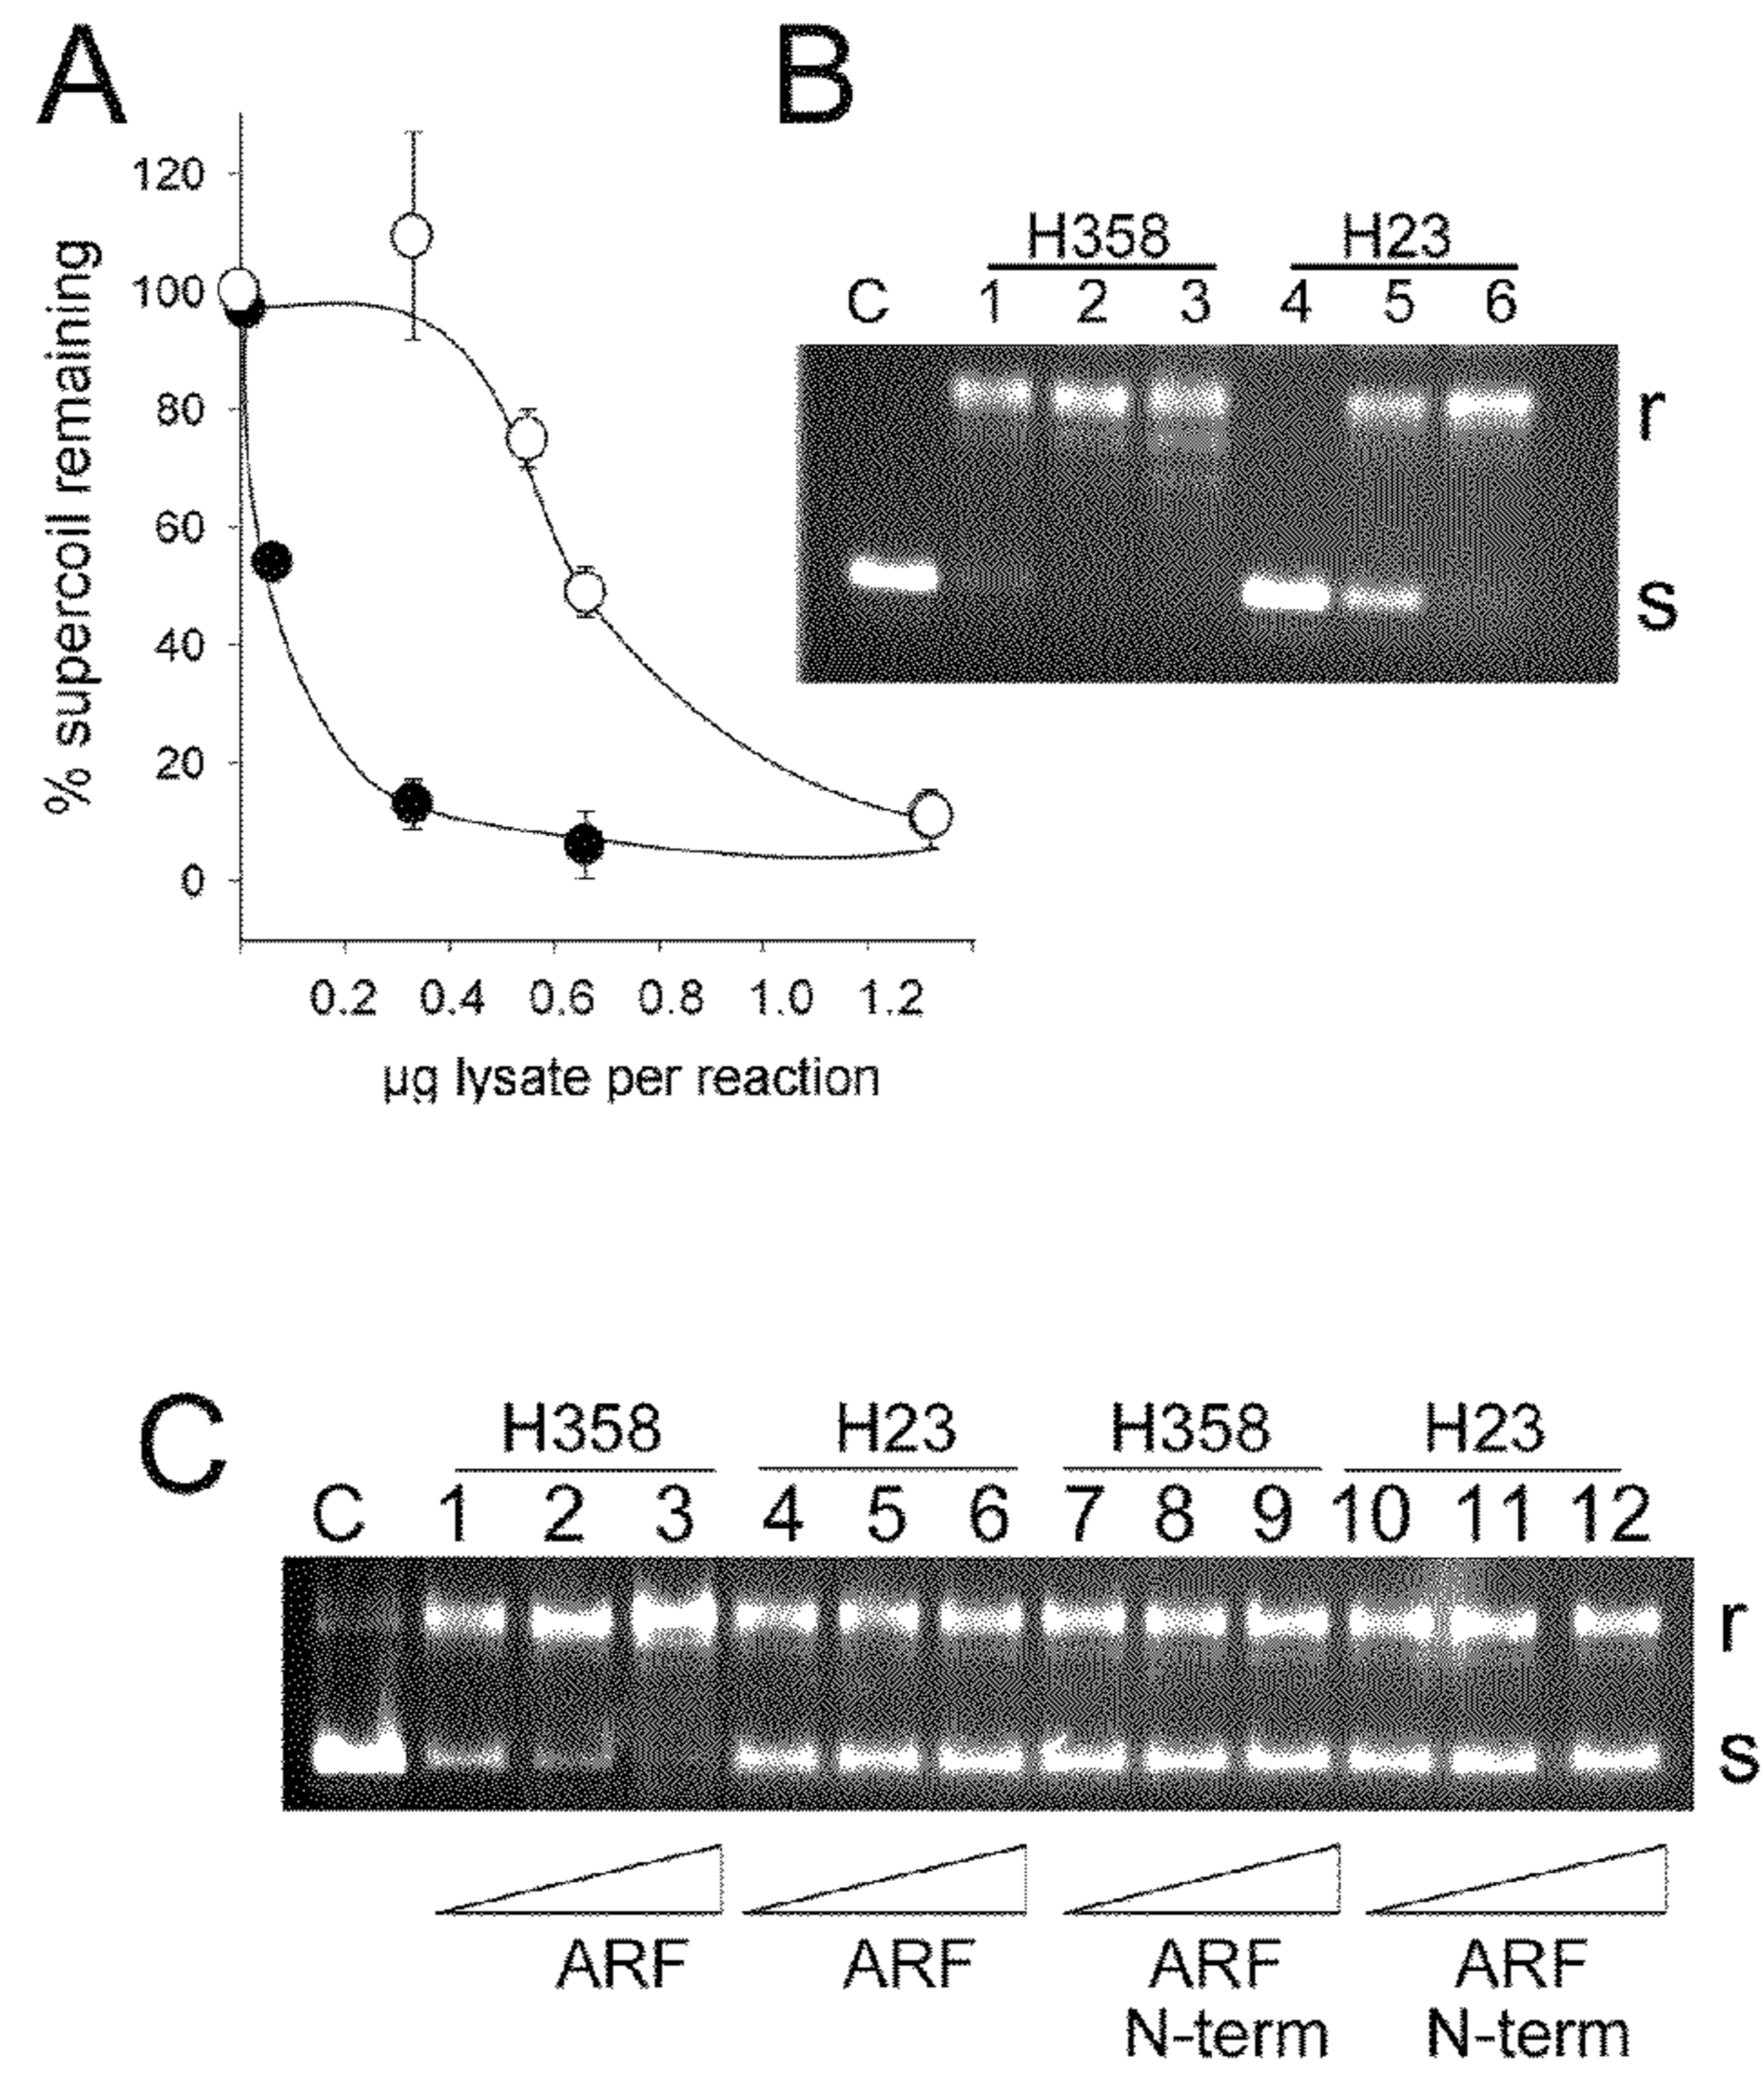 A
B
120
100
80
60
40
20
0
% supercoil remaining
0.2 0.4 0.6 0.8 1.0 1.2
µg lysate per reaction
H358 H23
C 1 2 3 4 5 6
r
s
C
H358 H23 H358 H23
C 1 2 3 4 5 6 7 8 9 10 11 12
r
s
ARF ARF ARF ARF
N-term N-term